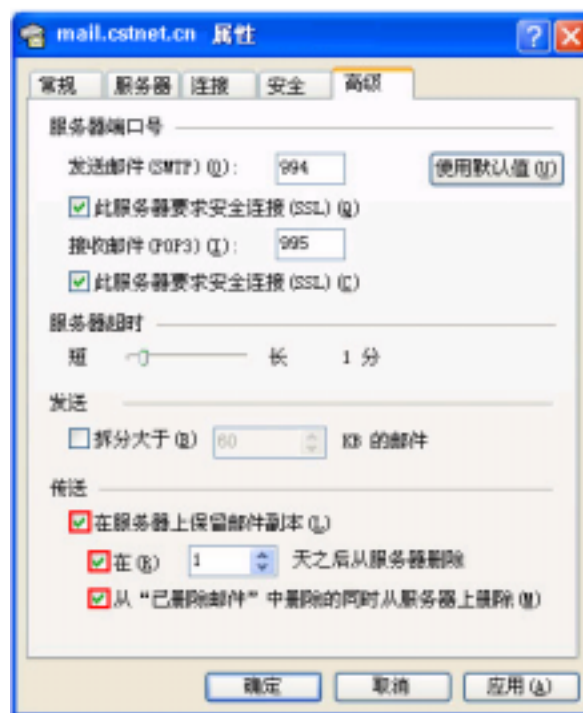 mail.cstnet.cn 属性
常规 服务器 连接 安全 高级
服务器端口号
发送邮件(SMTP)(O): 994 使用默认值(U)
此服务器要求安全连接(SSL)(Q)
接收邮件(POP3)(I): 995
此服务器要求安全连接(SSL)(C)
服务器超时
短 长 1 分
发送
拆分大于(B) 60 KB 的邮件
传送
在服务器上保留邮件副本(L)
在(R) 1 天之后从服务器删除
从“已删除邮件”中删除的同时从服务器上删除(M)
确定 取消 应用(A)